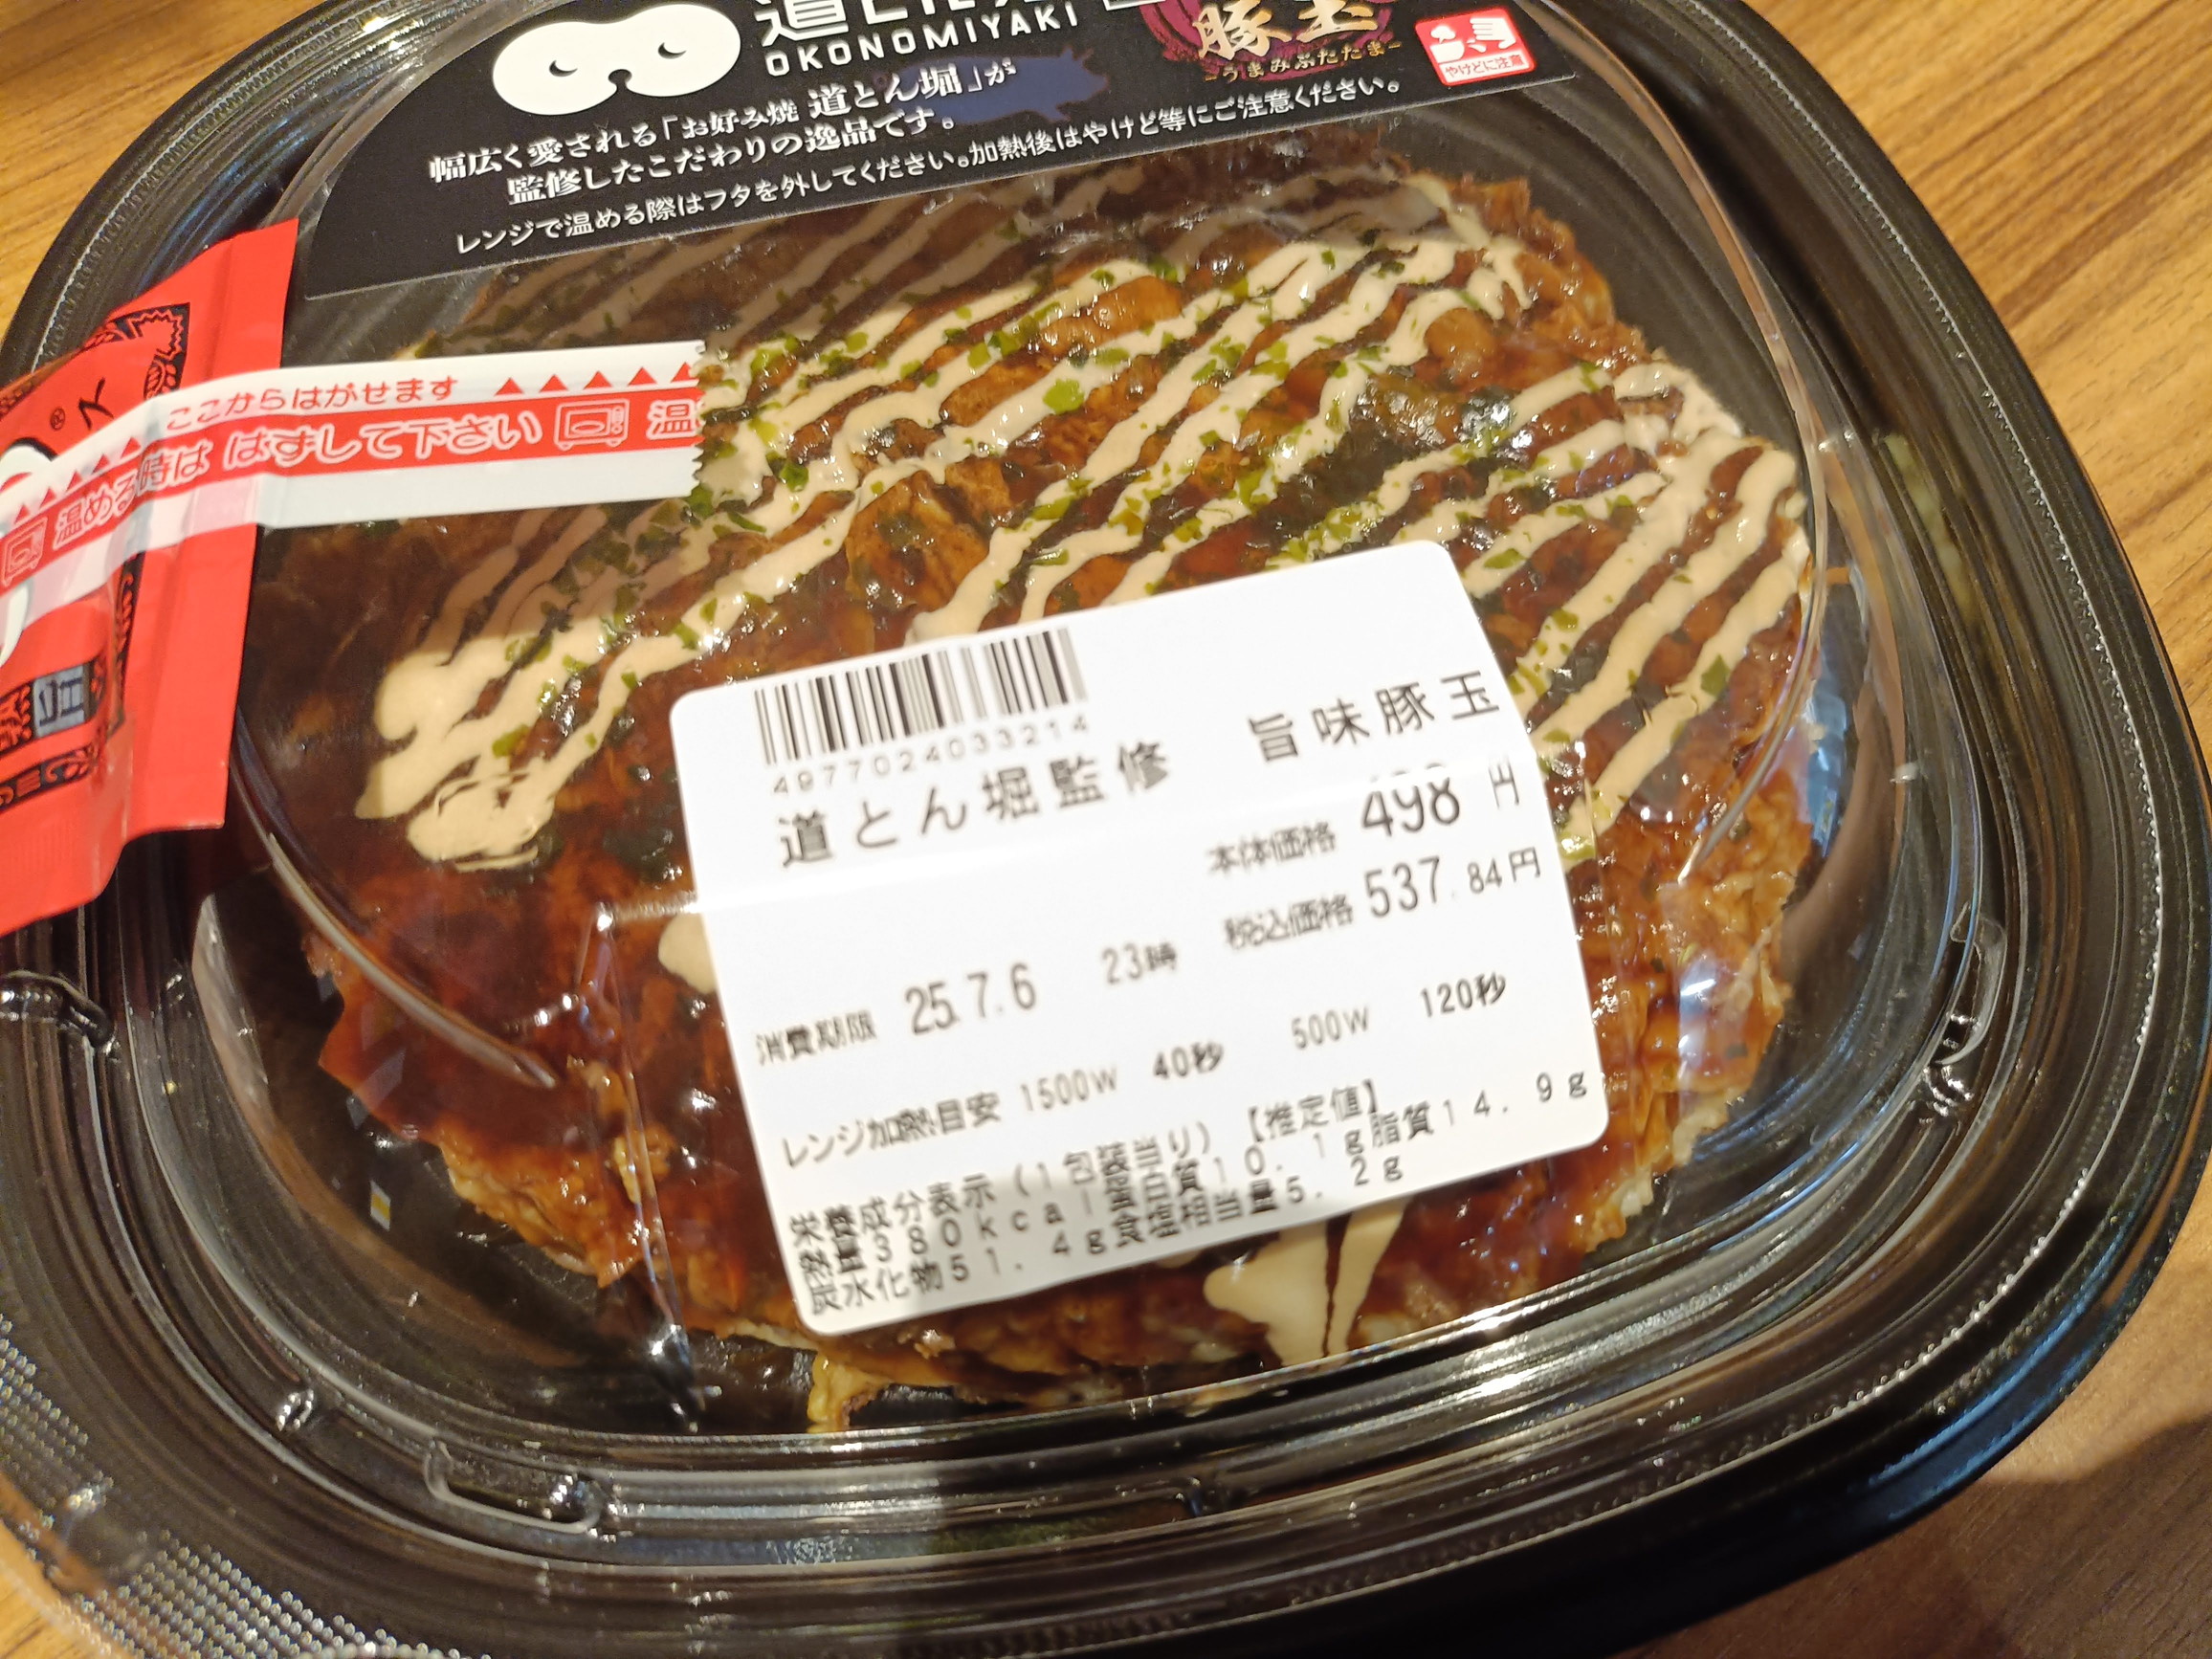 OKONOMIYAKI
豚玉
うまみぶたたま
やけどに注意
幅広く愛される「お好み焼 道とん堀」が
監修したこだわりの逸品です。
レンジで温める際はフタを外してください。加熱後はやけど等にご注意ください。
ここからはがせます
温める時は はずして下さい 温
4977024033214
道とん堀監修 旨味豚玉
本体価格 498 円
税込価格 537.84円
消費期限 25.7.6 23時
レンジ加熱目安 1500W 40秒 500W 120秒
栄養成分表示(1包装当り)【推定値】
熱量380kcal蛋白質10.1g脂質14.9g
炭水化物51.4g食塩相当量5.2g